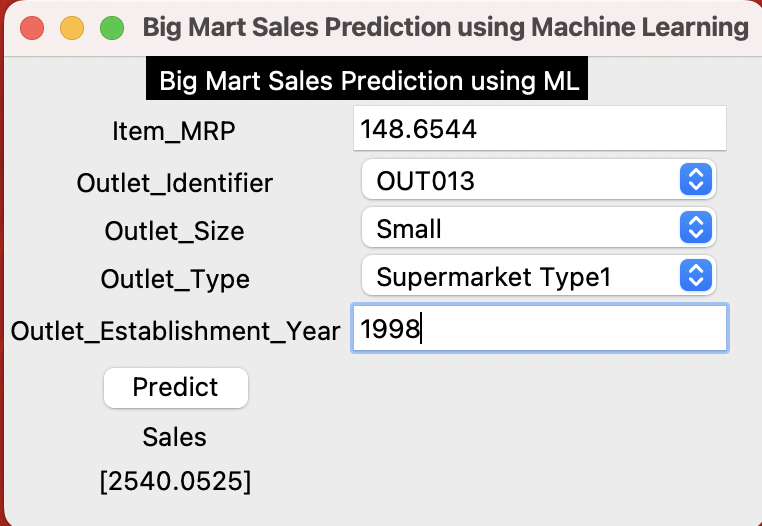 Big Mart Sales Prediction using Machine Learning
Big Mart Sales Prediction using ML
Item_MRP 148.6544
Outlet_Identifier OUT013
Outlet_Size Small
Outlet_Type Supermarket Type1
Outlet_Establishment_Year 1998
Predict
Sales
[2540.0525]